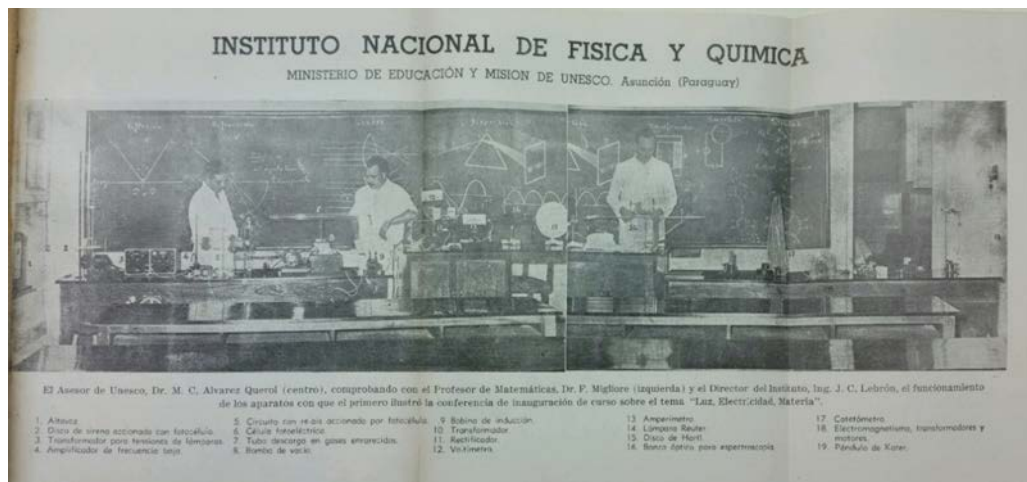 INSTITUTO NACIONAL DE FISICA Y QUIMICA
MINISTERIO DE EDUCACIÓN Y MISION DE UNESCO. Asunción (Paraguay)
El Asesor de Unesco, Dr. M. C. Alvarez Querol (centro), comprobando con el Profesor de Matemáticas, Dr. F. Migliore (izquierda) y el Director del Instituto, Ing. J. C. Lebrón, el funcionamiento
de los aparatos con que el primero ilustró la conferencia de inauguración de curso sobre el tema "Luz, Electricidad, Materia".
1. Altavoz.
2. Disco de sirena accionado con fotocélula.
3. Transformador para tensiones de lámparas.
4. Amplificador de frecuencia baja.
5. Circuito con relais accionado por fotocélula.
6. Célula fotoeléctrica.
7. Tubo descarga en gases enrarecidos.
8. Bomba de vacío.
9 Bobina de inducción.
10. Transformador.
11. Rectificador.
12. Voltímetro.
13 Amperímetro.
14 Lámpara Reuter.
15. Disco de Hartl.
16. Banco óptico para espectroscopía.
17. Catetómetro.
18. Electromagnetismo, transformadores y
motores.
19. Péndulo de Kater.